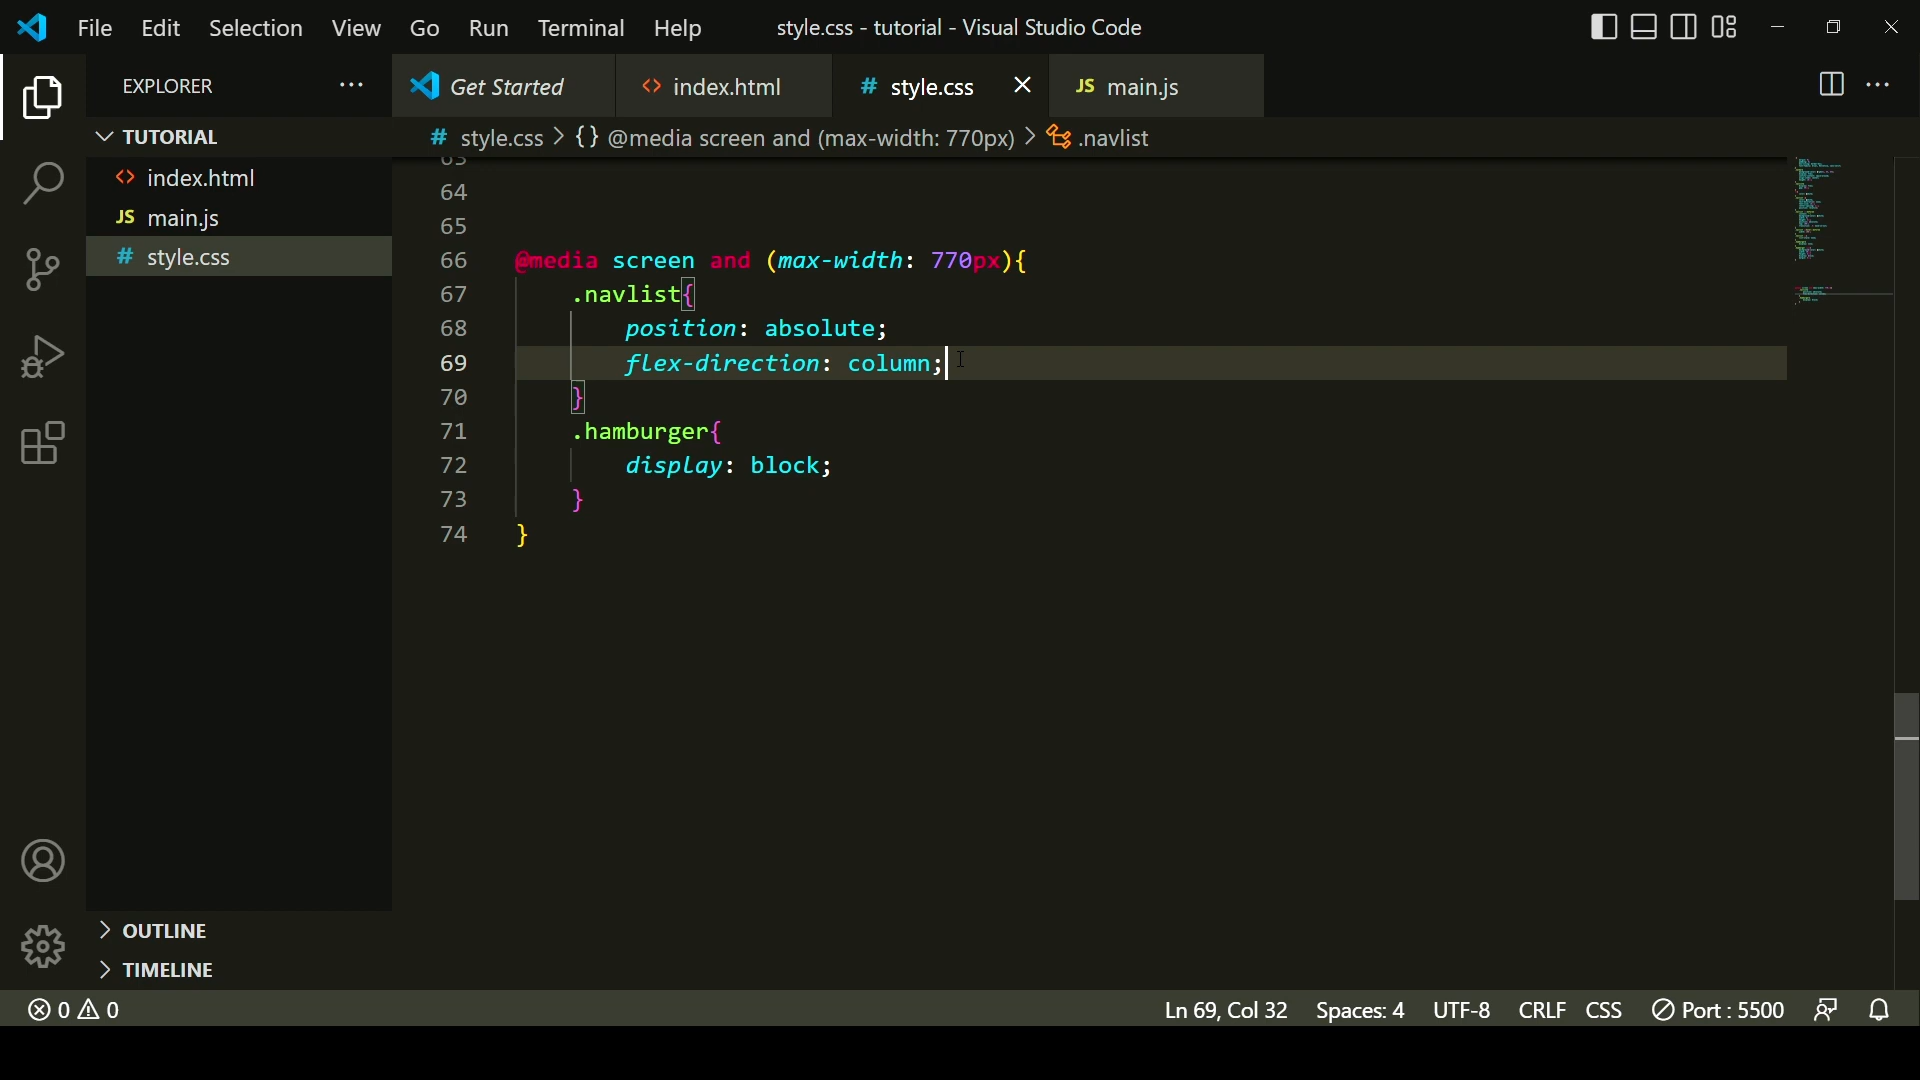 File Edit Selection View Go Run Terminal Help style.css - tutorial - Visual Studio Code
EXPLORER
Get Started
<> index.html
# style.css
JS main.js
TUTORIAL
# style.css > {} @media screen and (max-width: 770px) > .navlist
<> index.html
JS main.js
# style.css
63
64
65
66 @media screen and (max-width: 770px){
67 .navlist{
68 position: absolute;
69 flex-direction: column;
70 }
71 .hamburger{
72 display: block;
73 }
74 }
OUTLINE
TIMELINE
0 0
Ln 69, Col 32 Spaces: 4 UTF-8 CRLF CSS Port : 5500